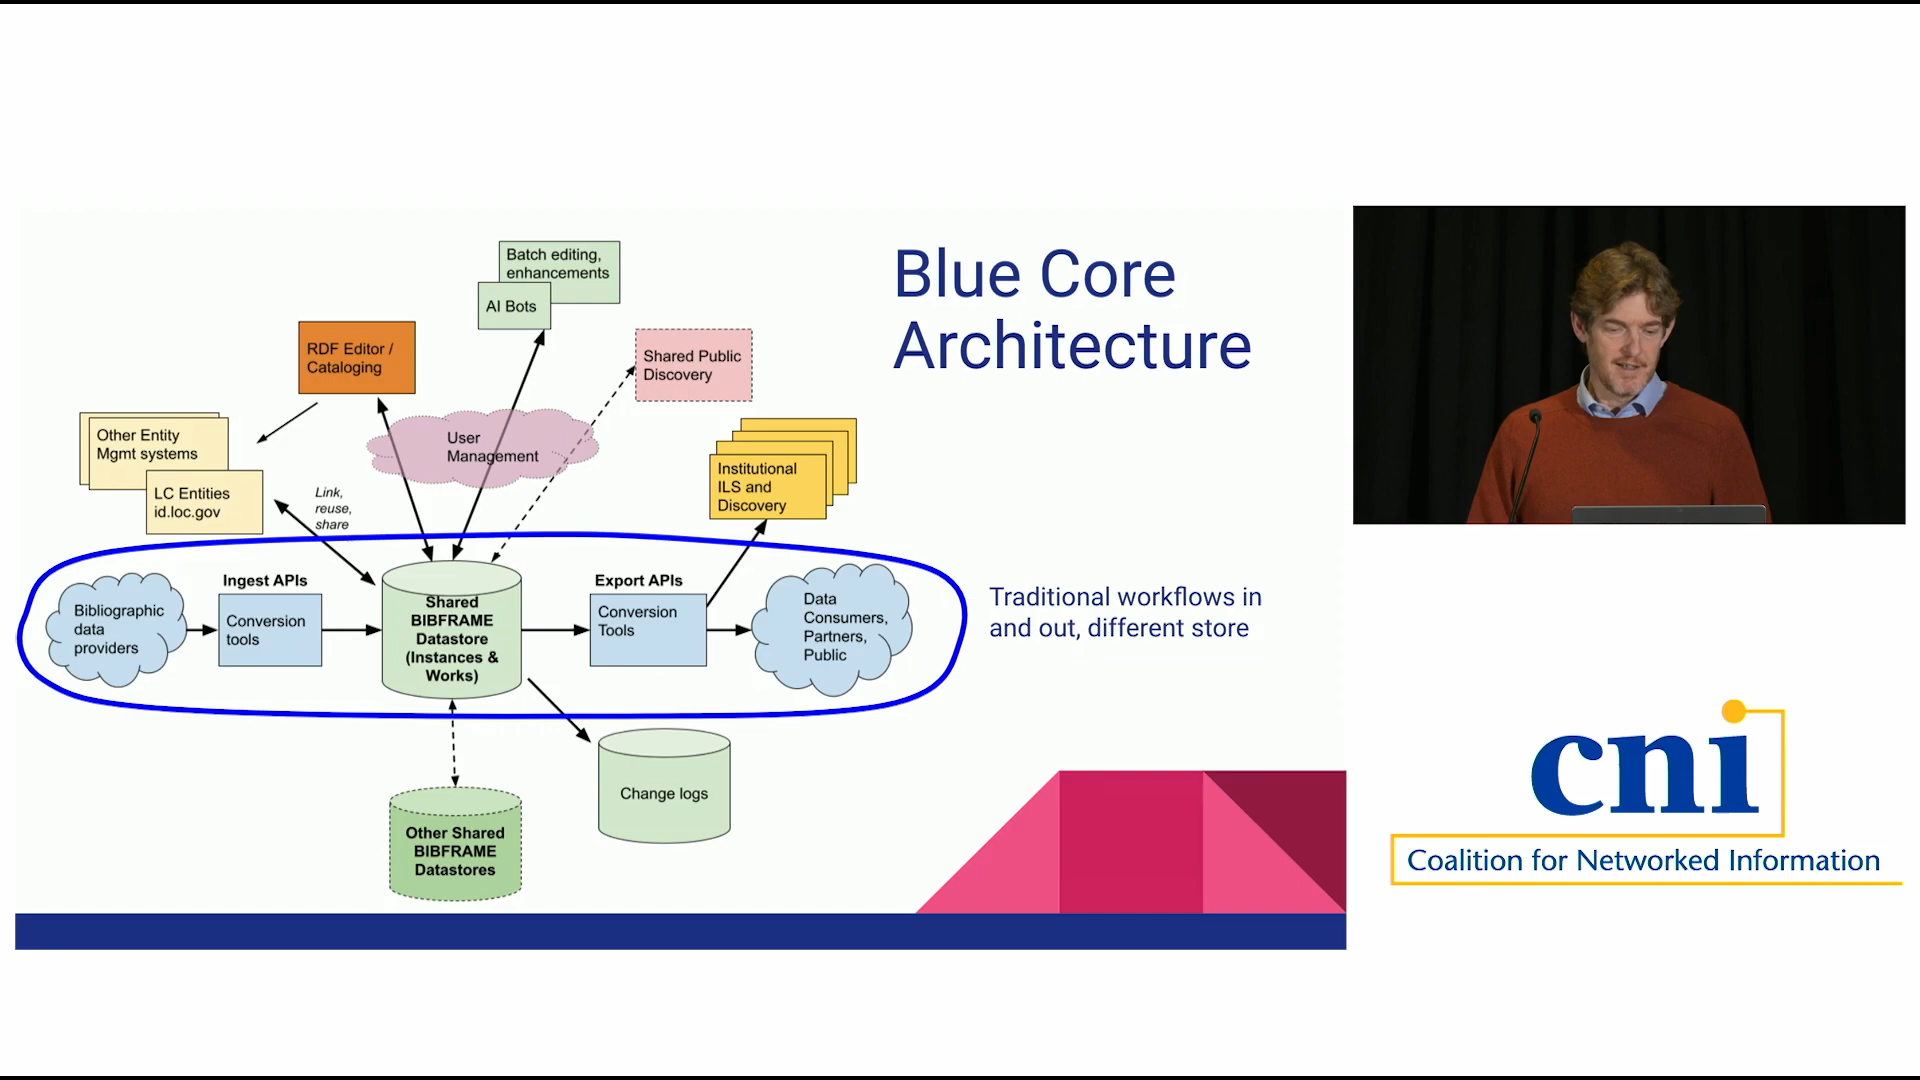 Blue Core
Architecture
Batch editing,
enhancements
AI Bots
RDF Editor /
Cataloging
Shared Public
Discovery
Other Entity
Mgmt systems
User
Management
LC Entities
id.loc.gov
Link,
reuse,
share
Institutional
ILS and
Discovery
Bibliographic
data
providers
Ingest APIs
Conversion
tools
Shared
BIBFRAME
Datastore
(Instances &
Works)
Export APIs
Conversion
Tools
Data
Consumers,
Partners,
Public
Traditional workflows in
and out, different store
Change logs
Other Shared
BIBFRAME
Datastores
cni
Coalition for Networked Information